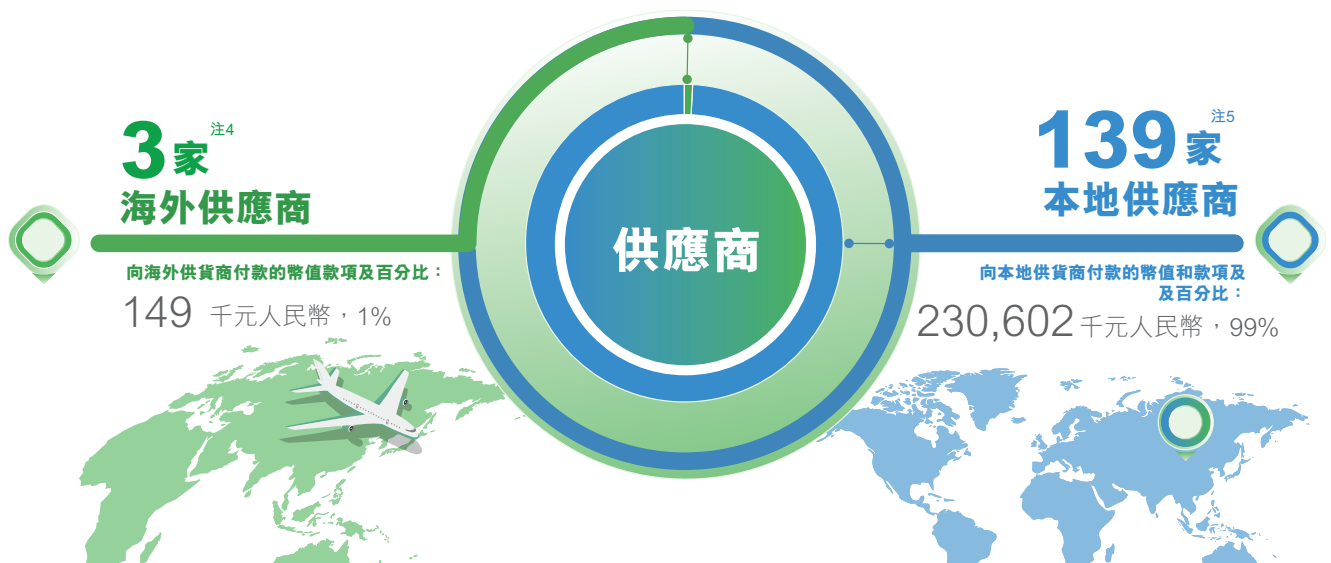 3家注4
海外供應商
向海外供貨商付款的幣值款項及百分比：
149 千元人民幣，1%
供應商
139家注5
本地供應商
向本地供貨商付款的幣值和款項及
及百分比：
230,602千元人民幣，99%